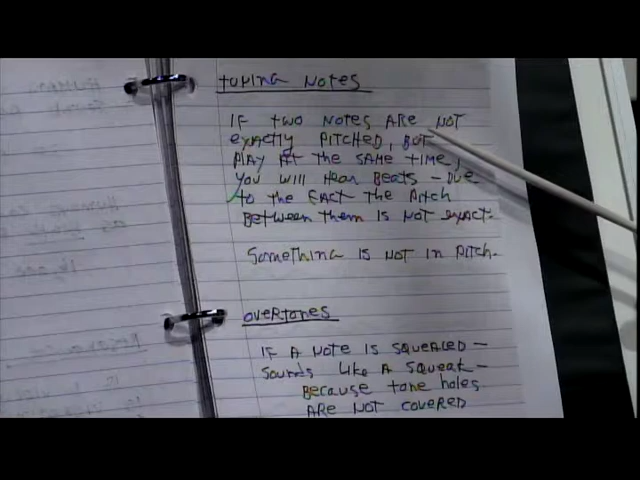 tuning Notes
IF two Notes ARE NOT
exactly PItCHED, BUT
PlAY At the SAME tIME,
You will HEAR BEAts - DuE
to the FAct the PItcH
BEtween them IS Not exact.
SomethinG IS Not in PItcH.
overtones
IF A Note IS SQUEALED -
Sounds LIKE A SQUEAK -
BECAUSE tone holes
ARE NOT COVERED